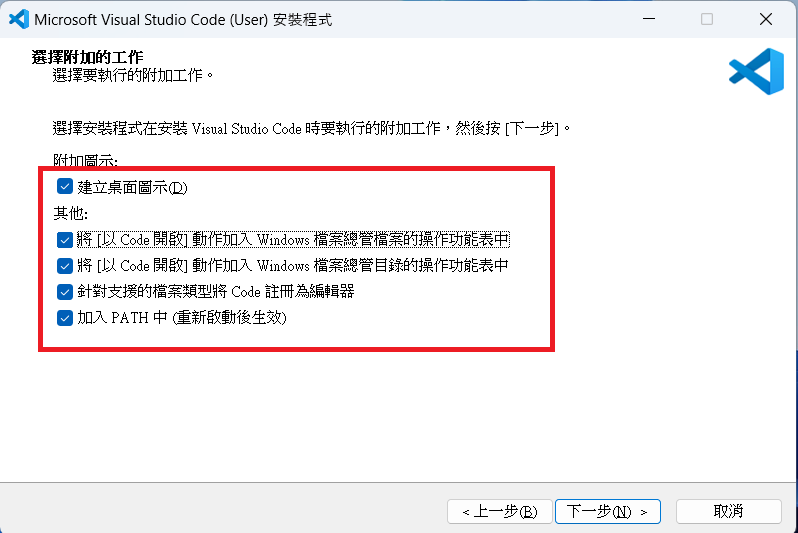 Microsoft Visual Studio Code (User) 安裝程式
選擇附加的工作
選擇要執行的附加工作。
選擇安裝程式在安裝 Visual Studio Code 時要執行的附加工作，然後按 [下一步]。
附加圖示:
建立桌面圖示(D)
其他:
將 [以 Code 開啟] 動作加入 Windows 檔案總管檔案的操作功能表中
將 [以 Code 開啟] 動作加入 Windows 檔案總管目錄的操作功能表中
針對支援的檔案類型將 Code 註冊為編輯器
加入 PATH 中 (重新啟動後生效)
< 上一步(B) 下一步(N) > 取消